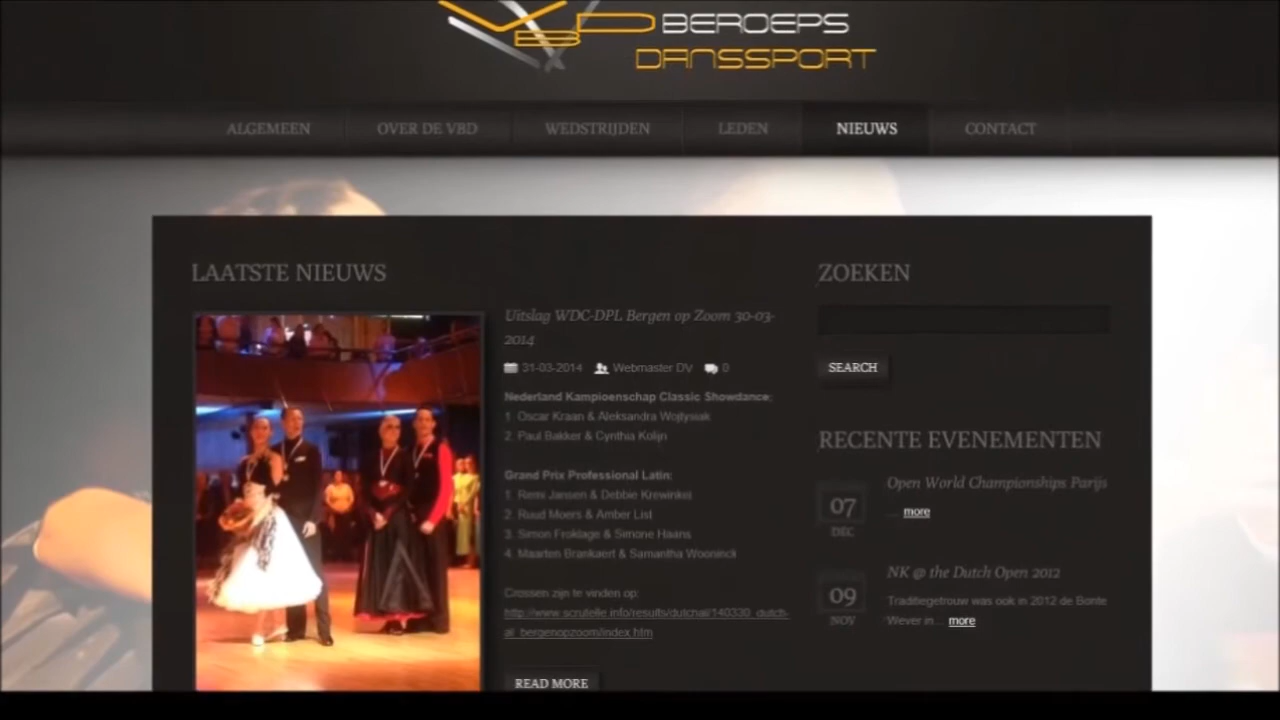 VBD BEROEPS
DANSSPORT
ALGEMEEN OVER DE VBD WEDSTRIJDEN LEDEN NIEUWS CONTACT
LAATSTE NIEUWS
Uitslag WDC-DPL Bergen op Zoom 30-03-
2014
31-03-2014 Webmaster DV 0
Nederland Kampioenschap Classic Showdance:
1. Oscar Kraan & Aleksandra Wojtysiak
2. Paul Bakker & Cynthia Kolijn
Grand Prix Professional Latin:
1. Remi Jansen & Debbie Krewinkel
2. Ruud Moers & Amber List
3. Simon Froklage & Simone Haans
4. Maarten Brankaert & Samantha Wooninck
Crossen zijn te vinden op:
http://www.scrutelle.info/results/dutchal/140330_dutch-
al_bergenopzoom/index.htm
READ MORE
ZOEKEN
SEARCH
RECENTE EVENEMENTEN
07
DEC
Open World Championships Parijs
... more
09
NOV
NK @ the Dutch Open 2012
Traditiegetrouw was ook in 2012 de Bonte
Wever in... more